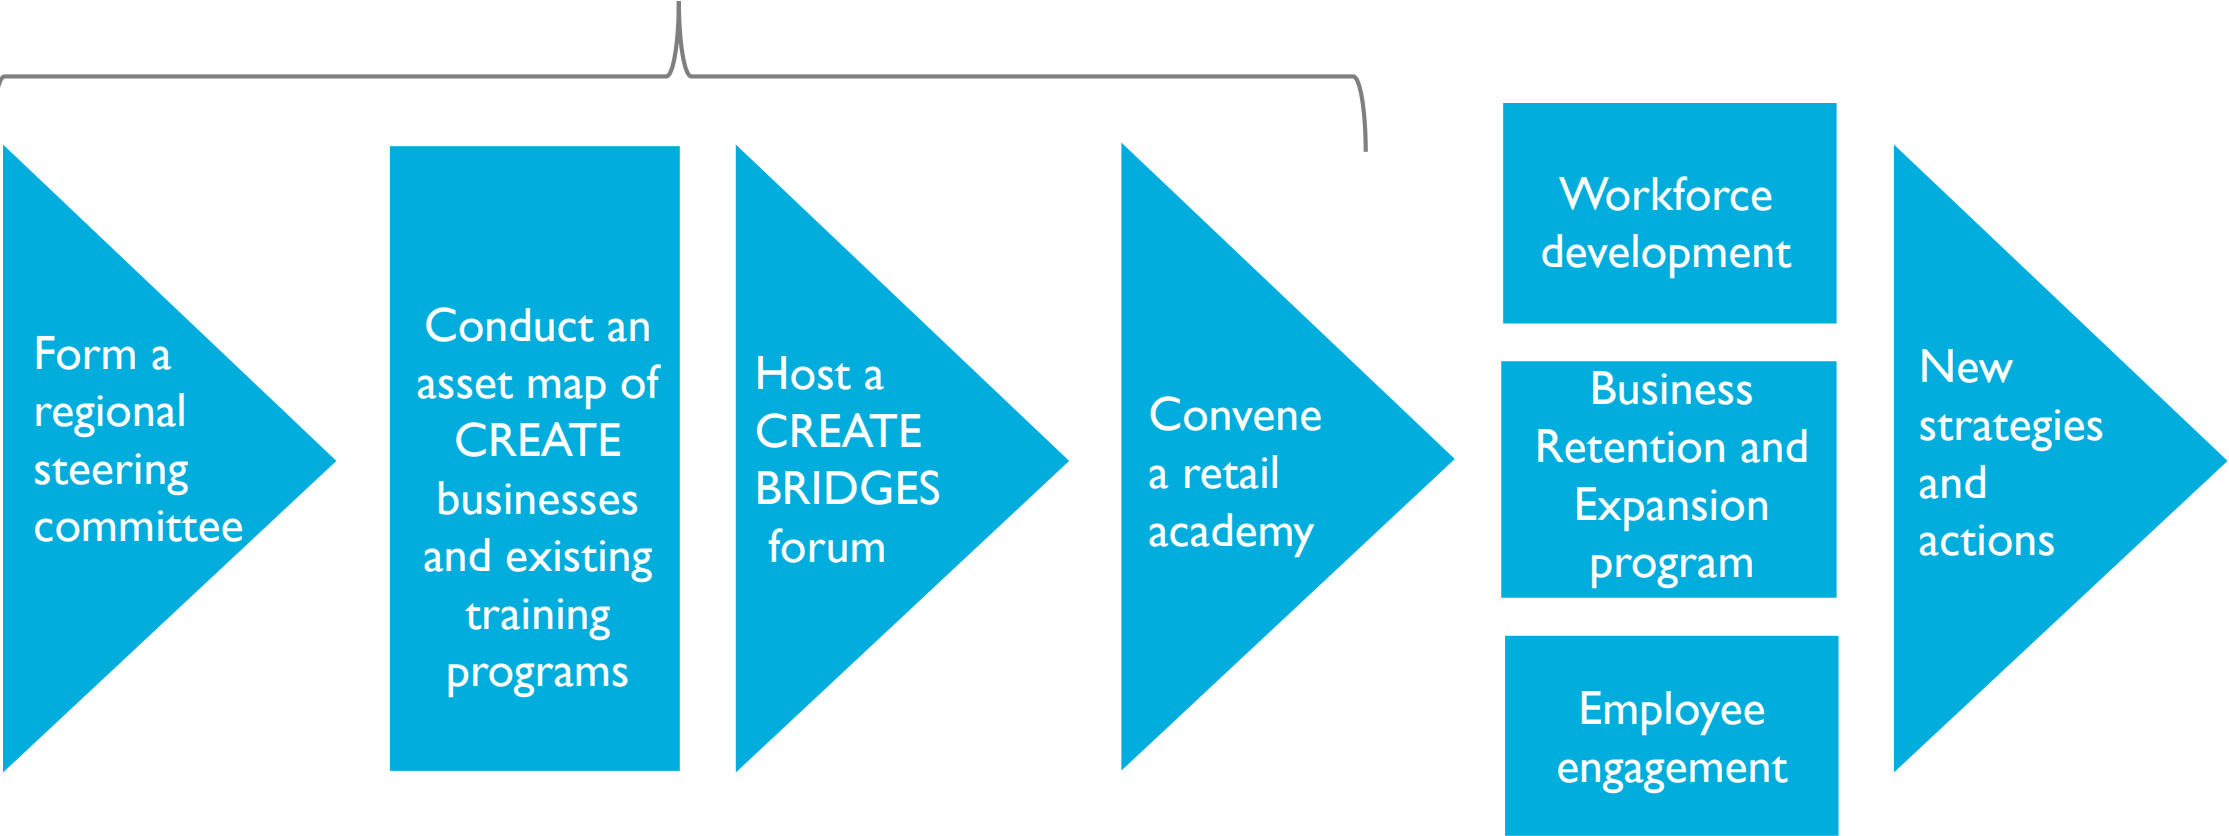 Form a
regional
steering
committee
Conduct an
asset map of
CREATE
businesses
and existing
training
programs
Host a
CREATE
BRIDGES
forum
Convene
a retail
academy
Workforce
development
Business
Retention and
Expansion
program
Employee
engagement
New
strategies
and
actions